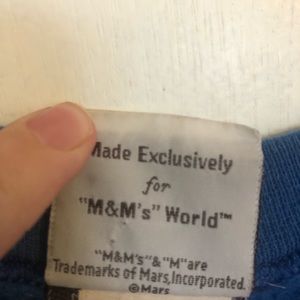 Made Exclusively
for
"M&M's" World™
"M&M's"&"M"are
Trademarks of Mars,Incorporated.
©Mars